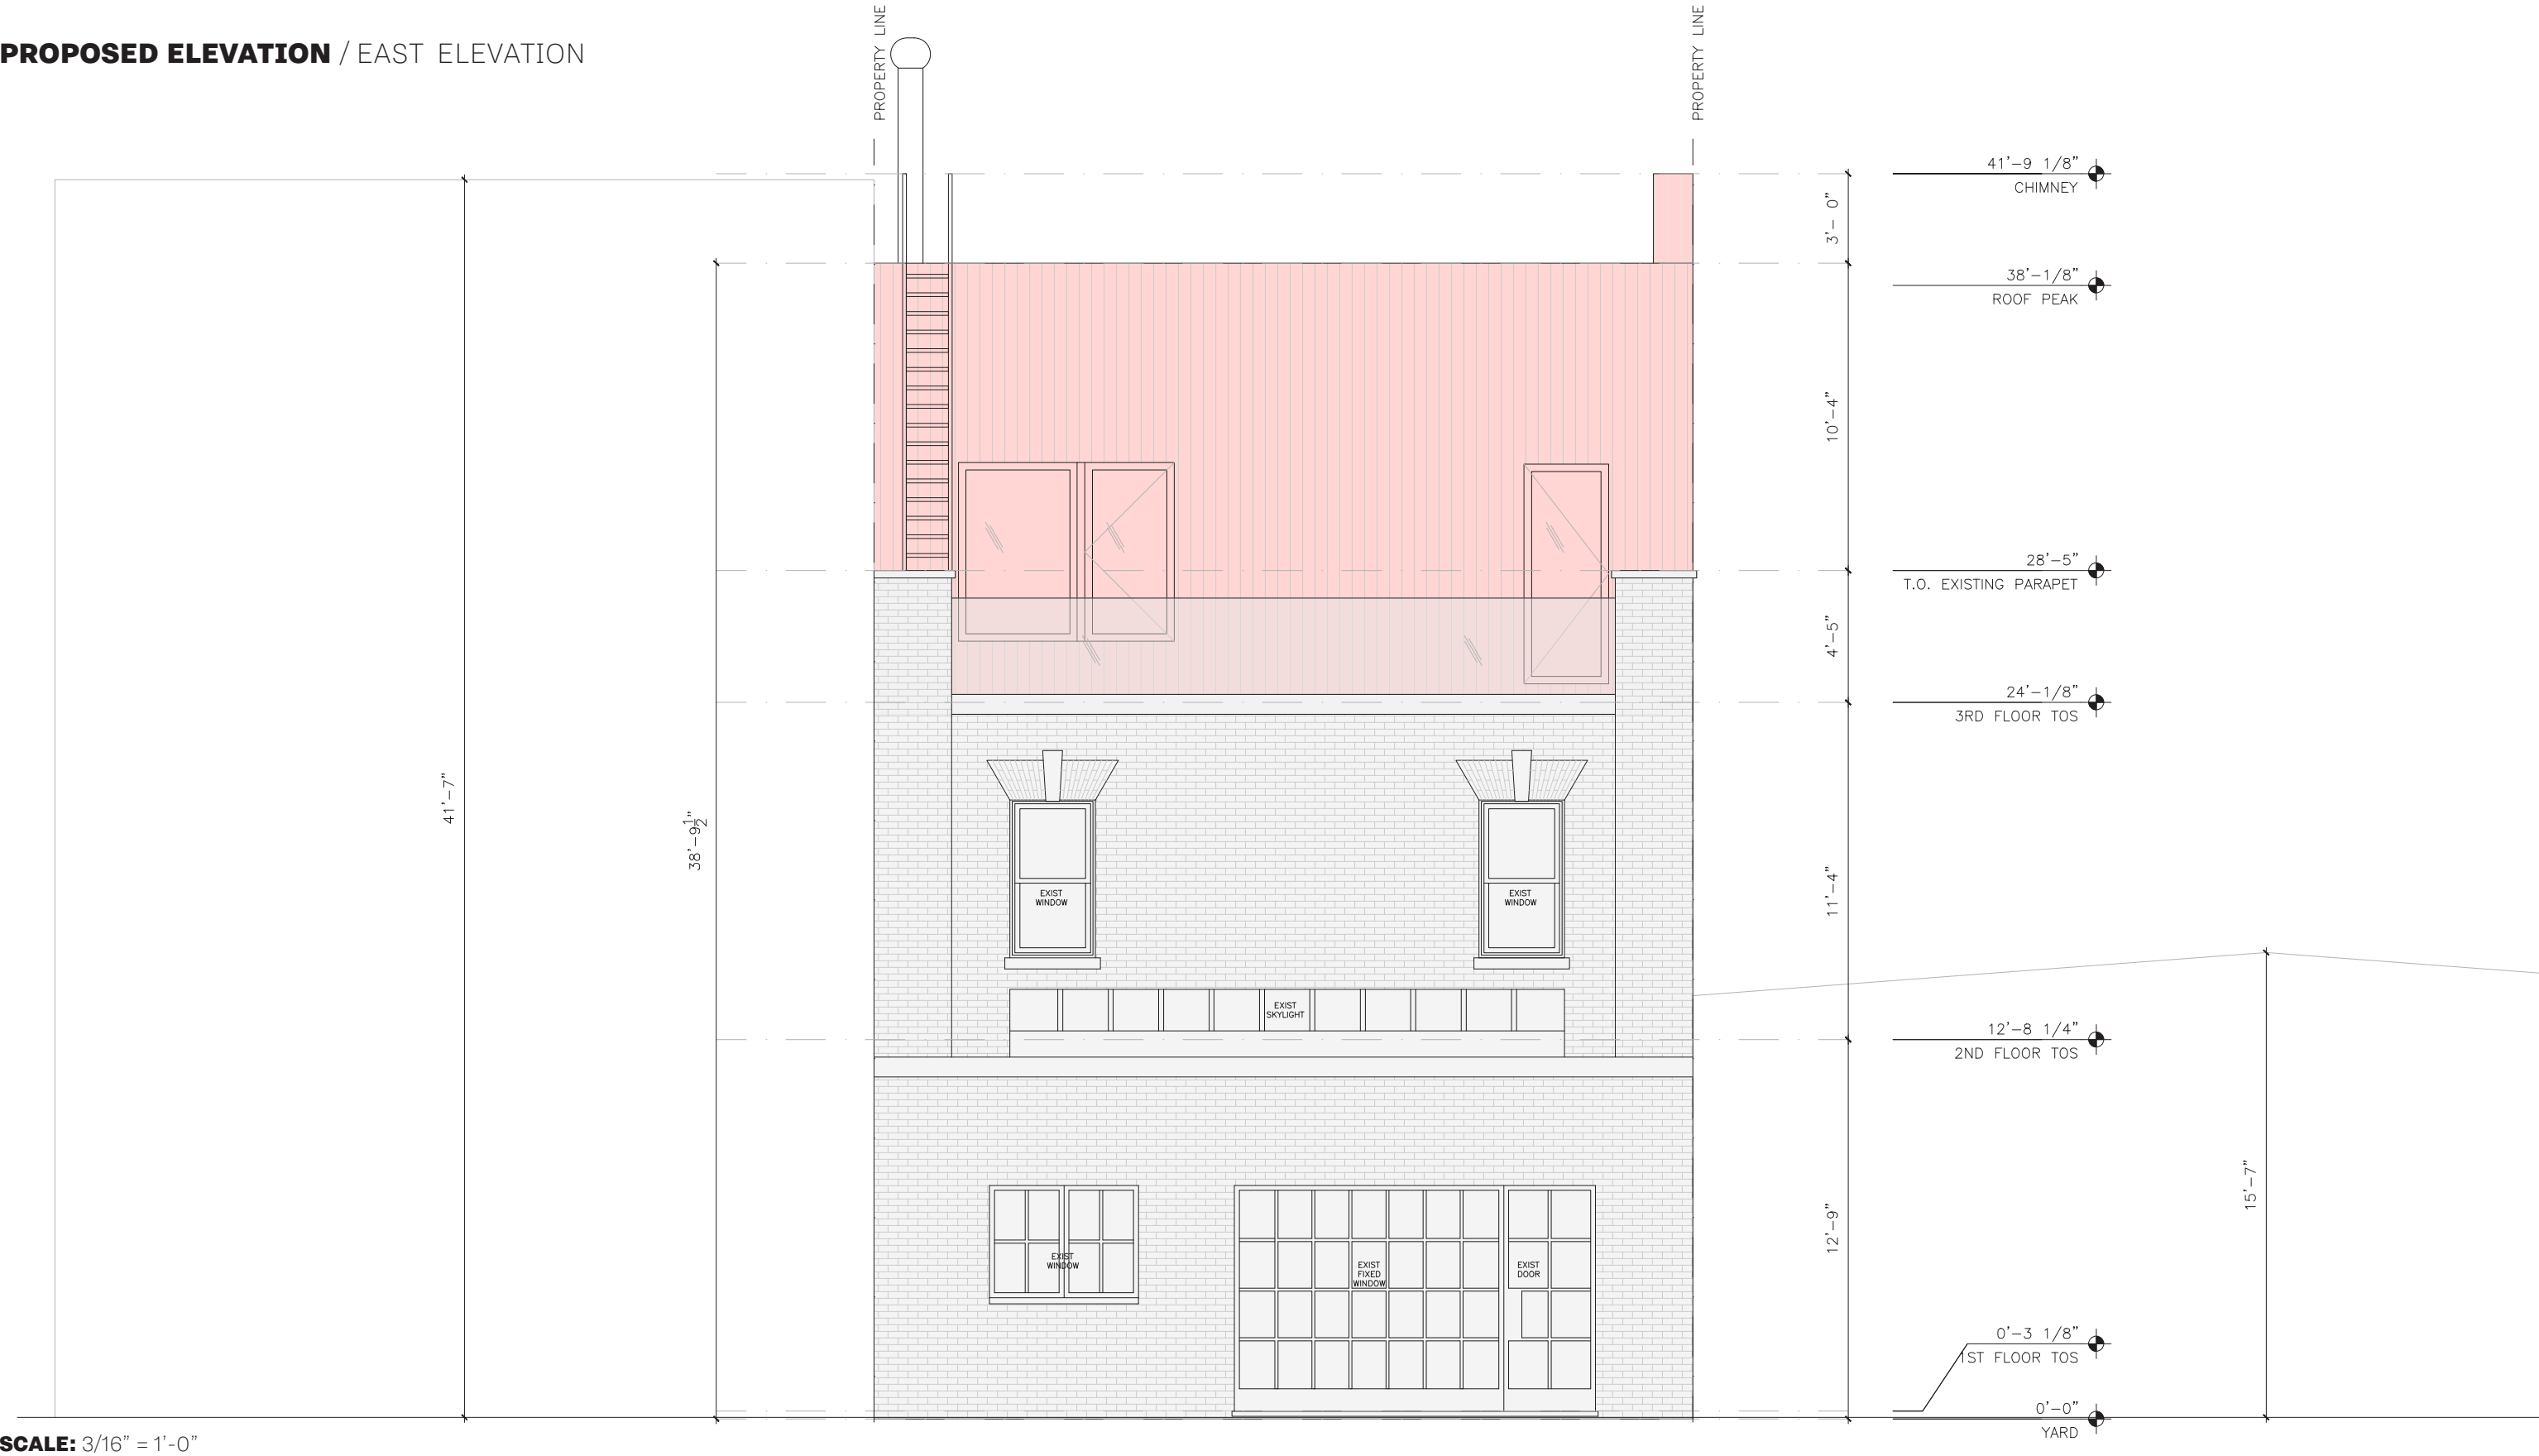 PROPERTY LINE
PROPERTY LINE
PROPOSED ELEVATION / EAST ELEVATION
41'-9 1/8"
CHIMNEY
3'- 0"
38'-1/8"
ROOF PEAK
10'-4"
28'-5"
T.O. EXISTING PARAPET
4'-5"
24'-1/8"
3RD FLOOR TOS
41'-7"
38'-9 1/2"
EXIST
WINDOW
EXIST
WINDOW
11'-4"
EXIST
SKYLIGHT
12'-8 1/4"
2ND FLOOR TOS
15'-7"
12'-9"
EXIST
WINDOW
EXIST
FIXED
WINDOW
EXIST
DOOR
0'-3 1/8"
1ST FLOOR TOS
0'-0"
YARD
SCALE: 3/16" = 1'-0"